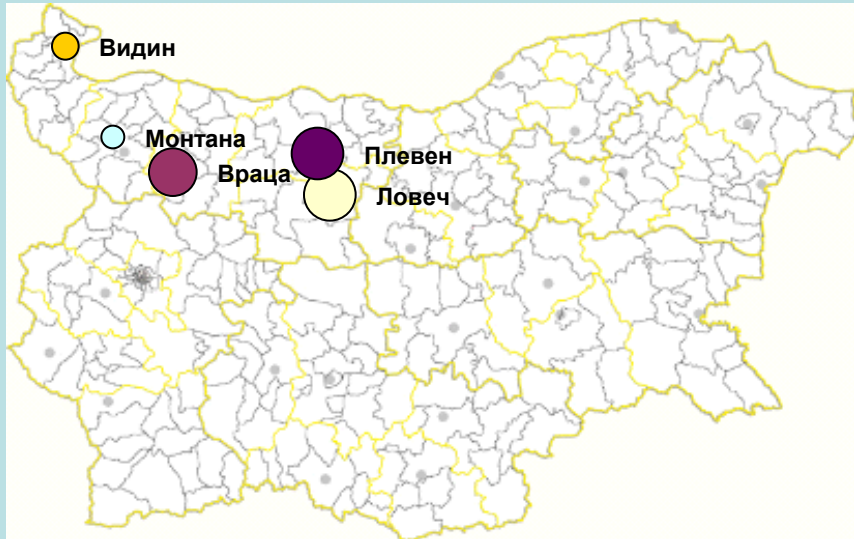 Видин
Монтана
Враца
Плевен
Ловеч